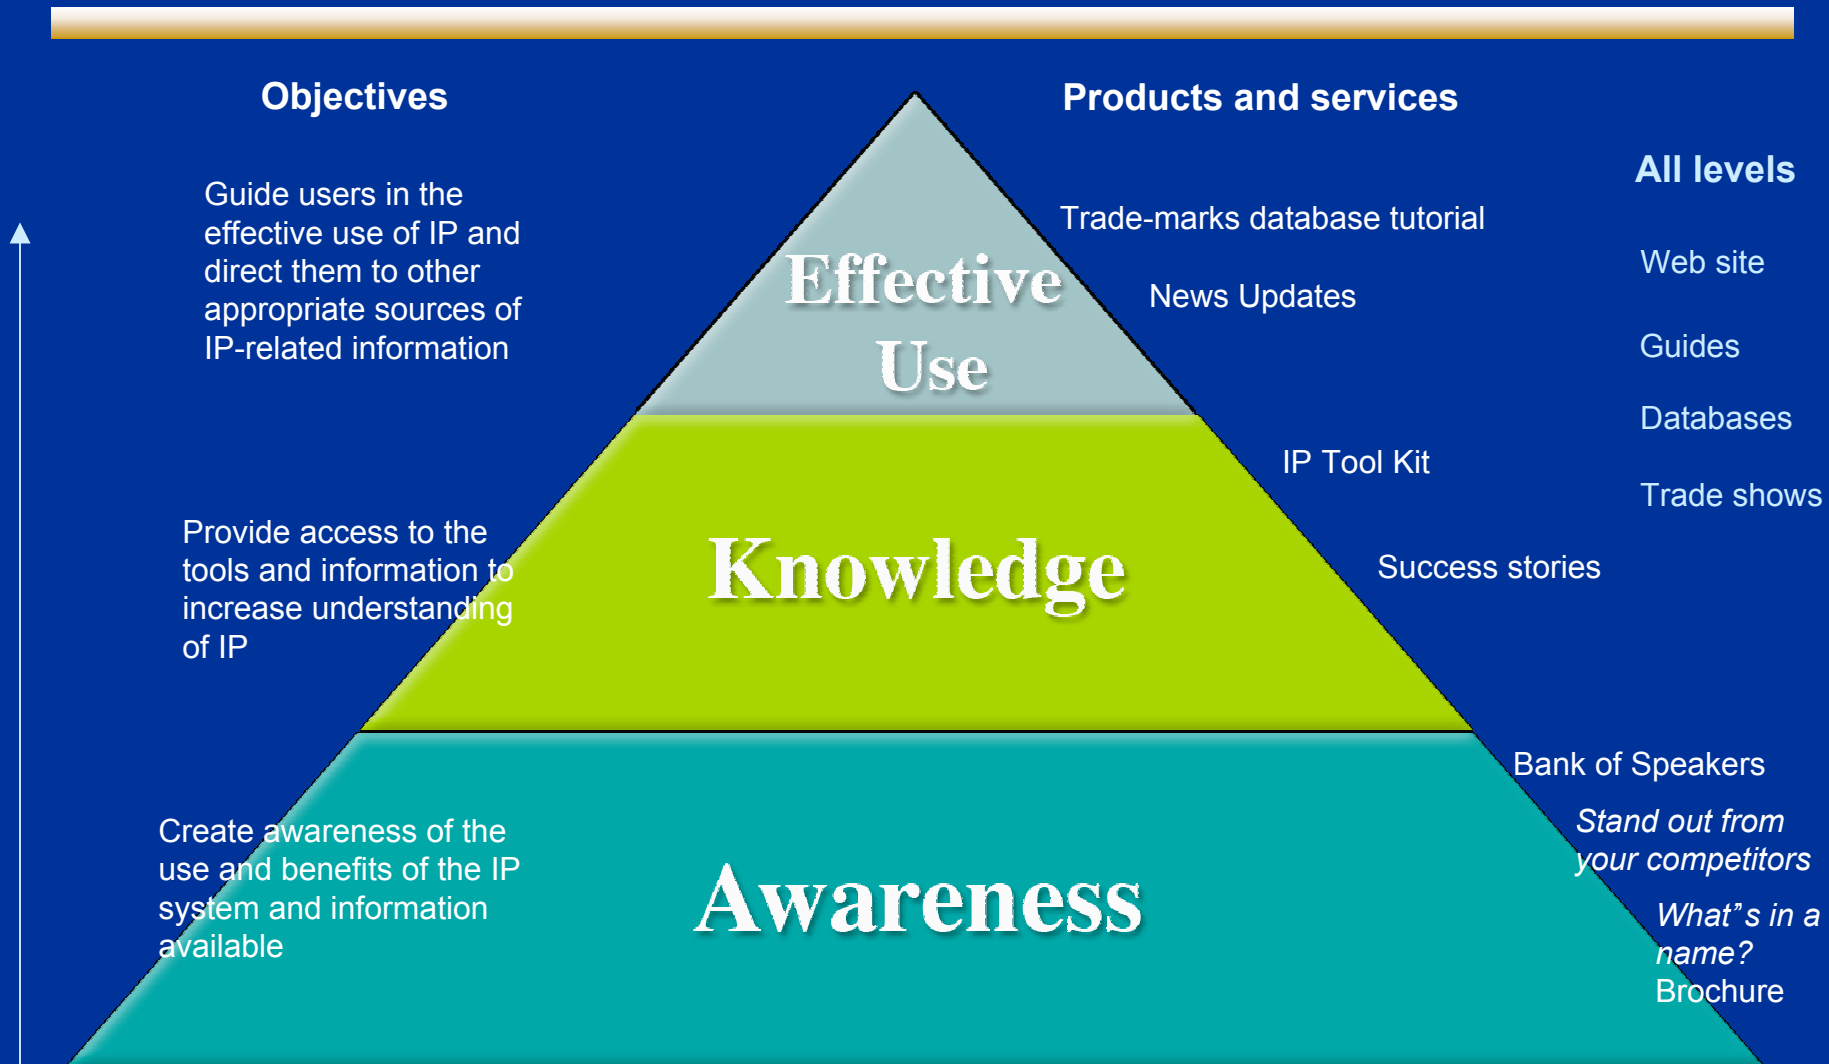 Objectives
Products and services
All levels
Guide users in the
effective use of IP and
direct them to other
appropriate sources of
IP-related information
Effective
Use
Trade-marks database tutorial
News Updates
Web site
Guides
Databases
Trade shows
Provide access to the
tools and information to
increase understanding
of IP
Knowledge
IP Tool Kit
Success stories
Create awareness of the
use and benefits of the IP
system and information
available
Awareness
Bank of Speakers
Stand out from
your competitors
What”s in a
name?
Brochure